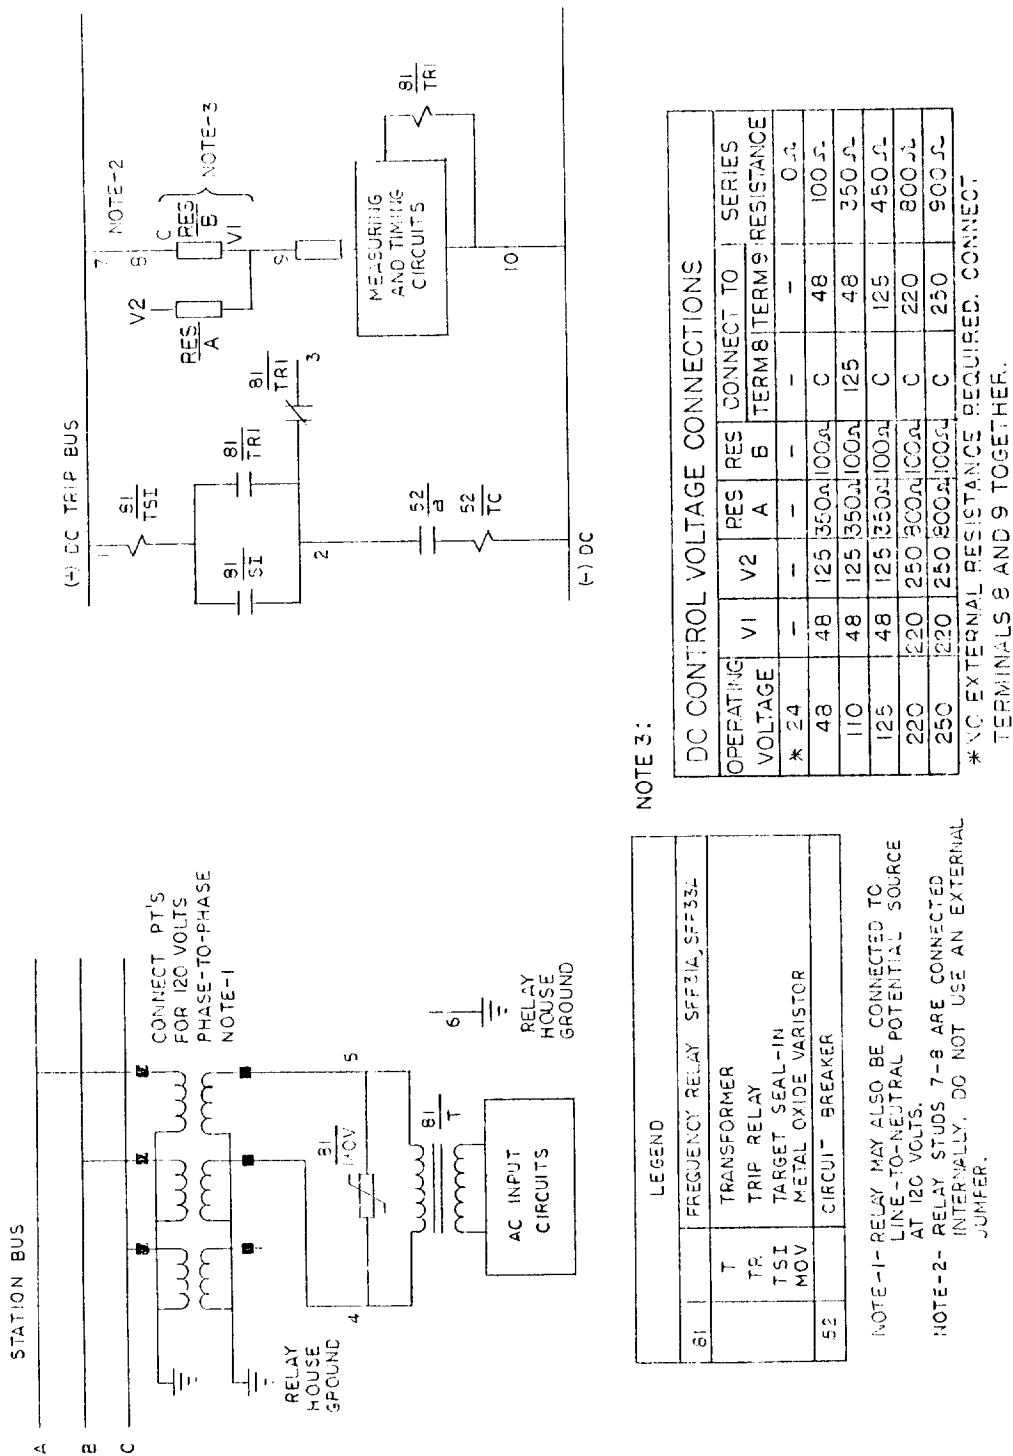 STATION BUS
A
B
C
CONNECT PT'S
FOR 120 VOLTS
PHASE-TO-PHASE
NOTE-1
RELAY
HOUSE
GROUND
4
5
81
MOV
81
T
AC INPUT
CIRCUITS
6
RELAY
HOUSE
GROUND
(+) DC TRIP BUS
1
81
TSI
81
SI
81
TRI
81
TRI
3
2
52
a
52
TC
(-) DC
7
NOTE-2
8
C
RES
B
V1
NOTE-3
V2
RES
A
9
MEASURING
AND TIMING
CIRCUITS
81
TRI
10
LEGEND
81 FREQUENCY RELAY SFF31A, SFF33A
T TRANSFORMER
TR TRIP RELAY
TSI TARGET SEAL-IN
MOV METAL OXIDE VARISTOR
52 CIRCUIT BREAKER
NOTE-1- RELAY MAY ALSO BE CONNECTED TO
LINE-TO-NEUTRAL POTENTIAL SOURCE
AT 120 VOLTS.
NOTE-2- RELAY STUDS 7-8 ARE CONNECTED
INTERNALLY. DO NOT USE AN EXTERNAL
JUMPER.
NOTE 3:
DC CONTROL VOLTAGE CONNECTIONS
OPERATING V1 V2 RES RES CONNECT TO SERIES
VOLTAGE A B TERM 8 TERM 9 RESISTANCE
* 24 - - - - - - 0Ω
48 48 125 350Ω 100Ω C 48 100Ω
110 48 125 350Ω 100Ω 125 48 350Ω
125 48 125 350Ω 100Ω C 125 450Ω
220 220 250 800Ω 100Ω C 220 800Ω
250 220 250 800Ω 100Ω C 250 900Ω
* NO EXTERNAL RESISTANCE REQUIRED. CONNECT
TERMINALS 8 AND 9 TOGETHER.